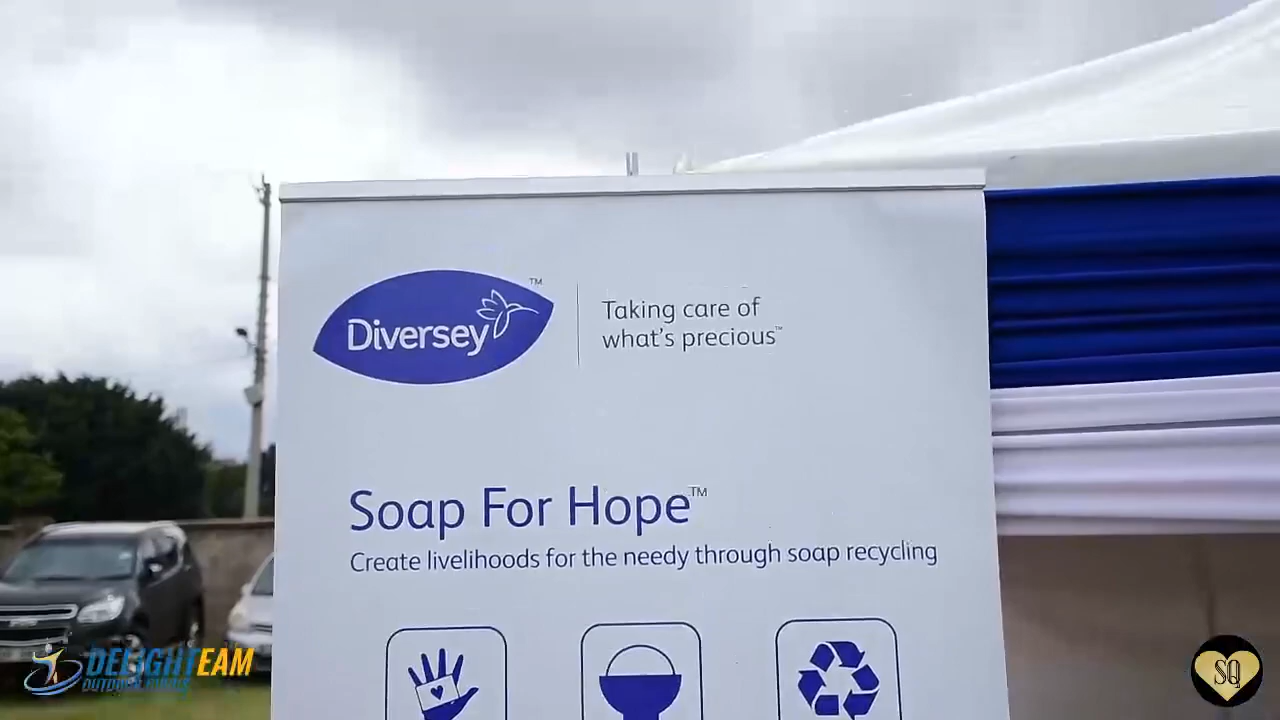 Diversey™
Taking care of
what's precious™
Soap For Hope™
Create livelihoods for the needy through soap recycling
DELIGHTEAM
SQ